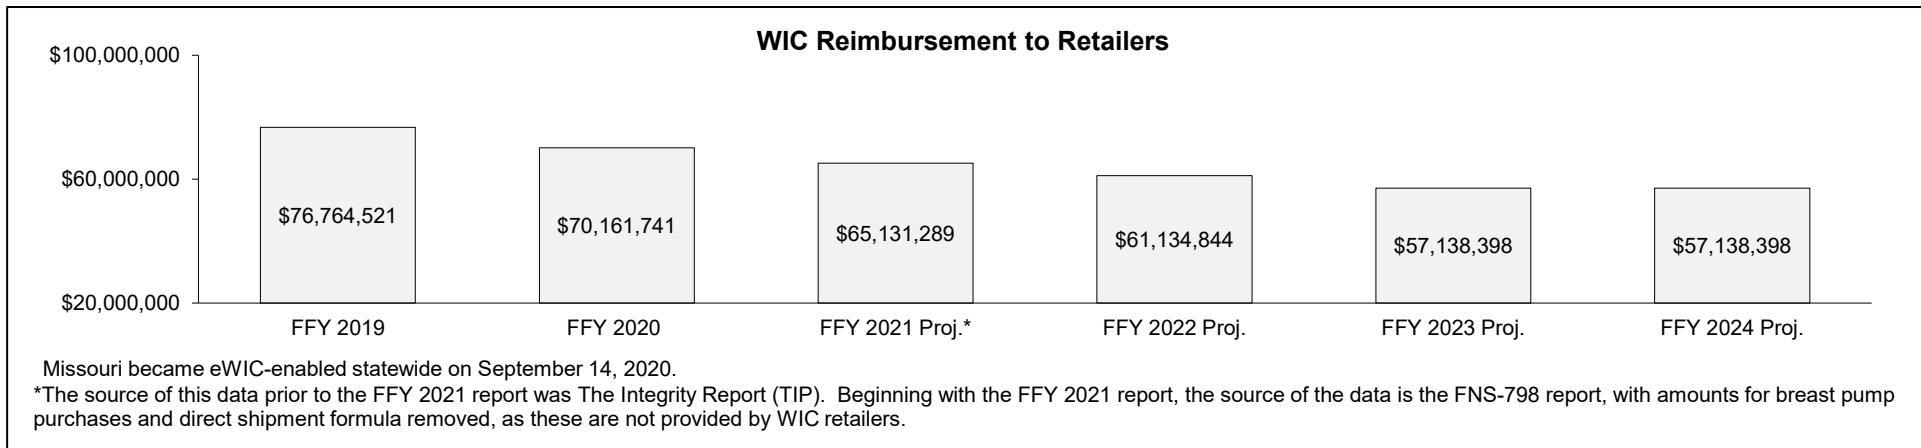 WIC Reimbursement to Retailers
$100,000,000
$60,000,000
$20,000,000
$76,764,521
$70,161,741
$65,131,289
$61,134,844
$57,138,398
$57,138,398
FFY 2019
FFY 2020
FFY 2021 Proj.*
FFY 2022 Proj.
FFY 2023 Proj.
FFY 2024 Proj.
Missouri became eWIC-enabled statewide on September 14, 2020.
*The source of this data prior to the FFY 2021 report was The Integrity Report (TIP).  Beginning with the FFY 2021 report, the source of the data is the FNS-798 report, with amounts for breast pump
purchases and direct shipment formula removed, as these are not provided by WIC retailers.